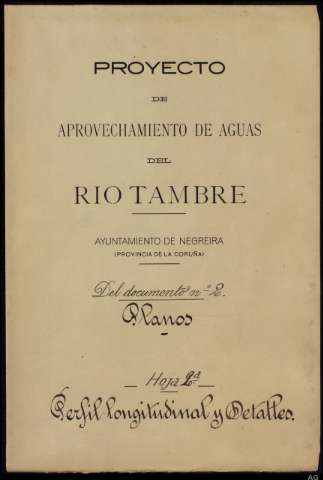 PROYECTO
DE
APROVECHAMIENTO DE AGUAS
DEL
RIO TAMBRE
AYUNTAMIENTO DE NEGREIRA
(PROVINCIA DE LA CORUÑA)
Del documento nº 2.
Planos
Hoja 2ª
Perfil longitudinal y Detalles.
AG